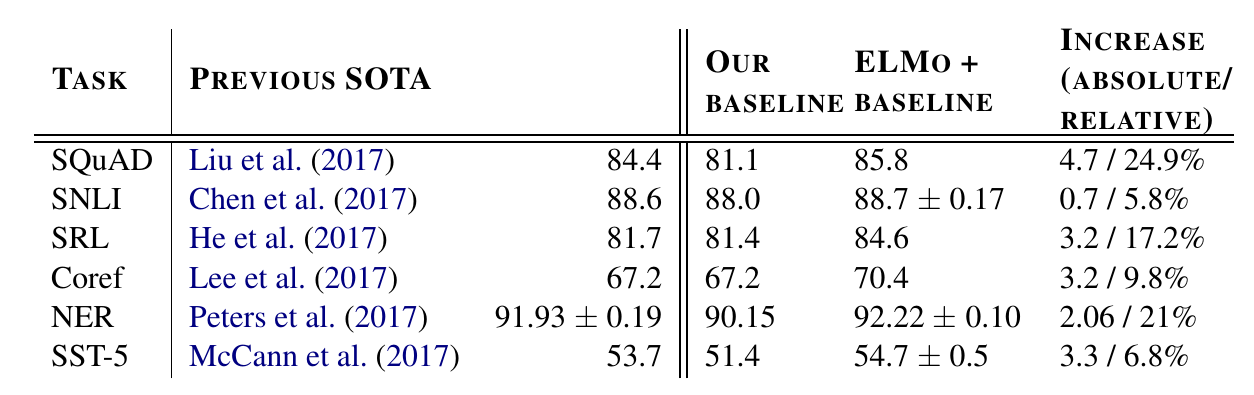 TASK PREVIOUS SOTA OUR BASELINE ELMO + BASELINE INCREASE (ABSOLUTE/ RELATIVE)
SQuAD Liu et al. (2017) 84.4 81.1 85.8 4.7 / 24.9%
SNLI Chen et al. (2017) 88.6 88.0 88.7 ± 0.17 0.7 / 5.8%
SRL He et al. (2017) 81.7 81.4 84.6 3.2 / 17.2%
Coref Lee et al. (2017) 67.2 67.2 70.4 3.2 / 9.8%
NER Peters et al. (2017) 91.93 ± 0.19 90.15 92.22 ± 0.10 2.06 / 21%
SST-5 McCann et al. (2017) 53.7 51.4 54.7 ± 0.5 3.3 / 6.8%